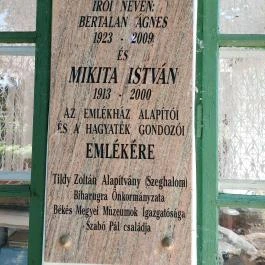 ÍRÓI NEVÉN:
BERTALAN ÁGNES
1923 - 2009
ÉS
MIKITA ISTVÁN
1913 - 2000
AZ EMLÉKHÁZ ALAPÍTÓI
ÉS A HAGYATÉK GONDOZÓI
EMLÉKÉRE
Tildy Zoltán Alapítvány (Szeghalom)
Biharugra Önkormányzata
Békés Megyei Múzeumok Igazgatósága
Szabó Pál családja